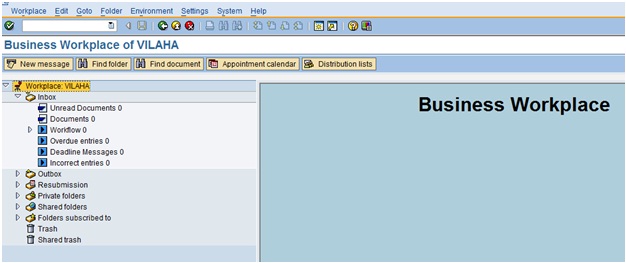 Workplace Edit Goto Folder Environment Settings System Help
Business Workplace of VILAHA
New message Find folder Find document Appointment calendar Distribution lists
Workplace: VILAHA
Inbox
Unread Documents 0
Documents 0
Workflow 0
Overdue entries 0
Deadline Messages 0
Incorrect entries 0
Outbox
Resubmission
Private folders
Shared folders
Folders subscribed to
Trash
Shared trash
Business Workplace